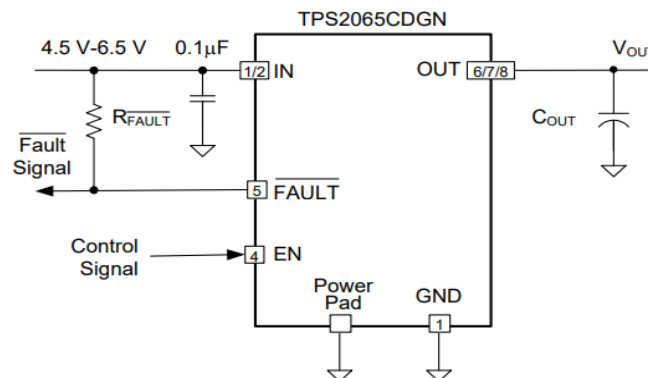 TPS2065CDGN
4.5 V-6.5 V
0.1µF
1/2
IN
OUT
6/7/8
VOUT
RFAULT
COUT
Fault
Signal
5
FAULT
Control
Signal
4
EN
Power
Pad
GND
1